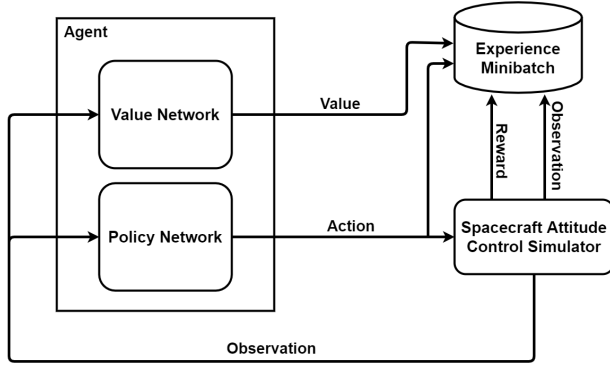 Agent
Experience
Minibatch
Value Network
Value
Reward
Observation
Policy Network
Action
Spacecraft Attitude
Control Simulator
Observation